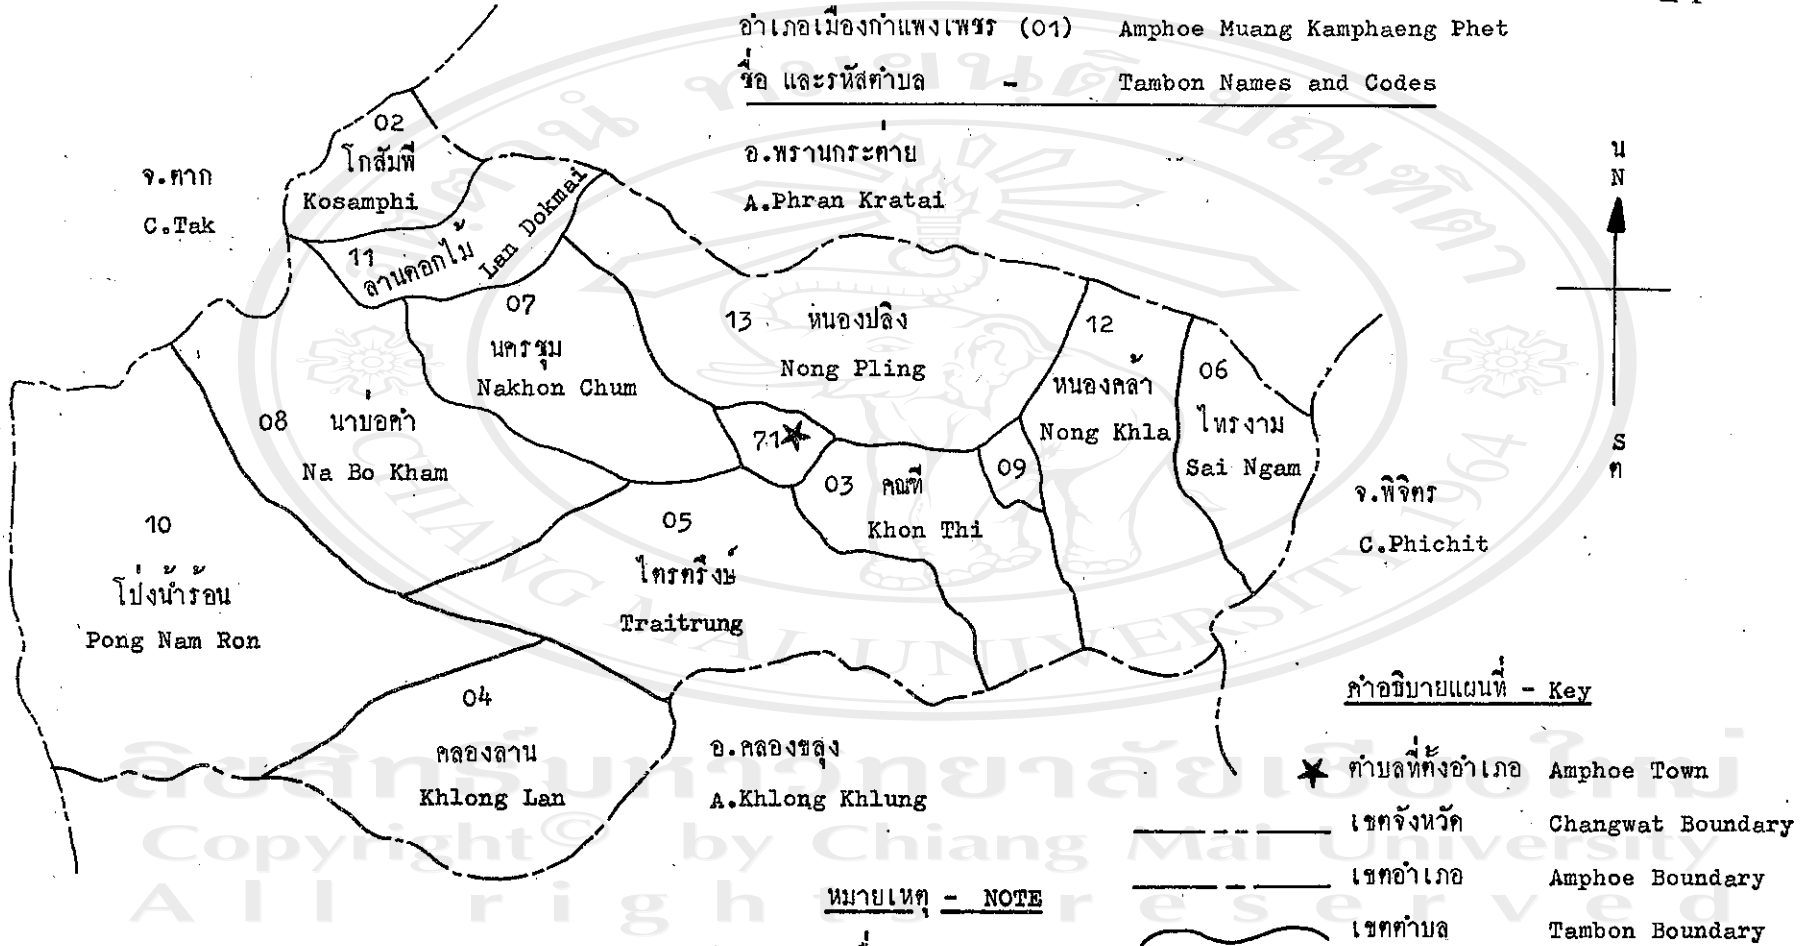 อำเภอเมืองกำแพงเพชร (01) Amphoe Muang Kamphaeng Phet
ชื่อ และรหัสตำบล - Tambon Names and Codes
02
โกสัมพี
Kosamphi
จ.ตาก
C.Tak
อ.พรานกระต่าย
A.Phran Kratai
น
N
11
ลานดอกไม้
Lan Dokmai
07
นครชุม
Nakhon Chum
13
หนองปลิง
Nong Pling
12
หนองคล้า
Nong Khla
06
ไทรงาม
Sai Ngam
08
นาบ่อคำ
Na Bo Kham
71
09
03
คณฑี
Khon Thi
S
ต
จ.พิจิตร
C.Phichit
10
โป่งน้ำร้อน
Pong Nam Ron
05
ไตรตรึงษ์
Traitrung
04
คลองลาน
Khlong Lan
อ.คลองขลุง
A.Khlong Khlung
คำอธิบายแผนที่ - Key
ตำบลที่ตั้งอำเภอ Amphoe Town
เขตจังหวัด Changwat Boundary
เขตอำเภอ Amphoe Boundary
เขตตำบล Tambon Boundary
หมายเหตุ - NOTE
CHIANG MAI UNIVERSITY 1964
ลิขสิทธิ์มหาวิทยาลัยเชียงใหม่
Copyright© by Chiang Mai University
All rights reserved